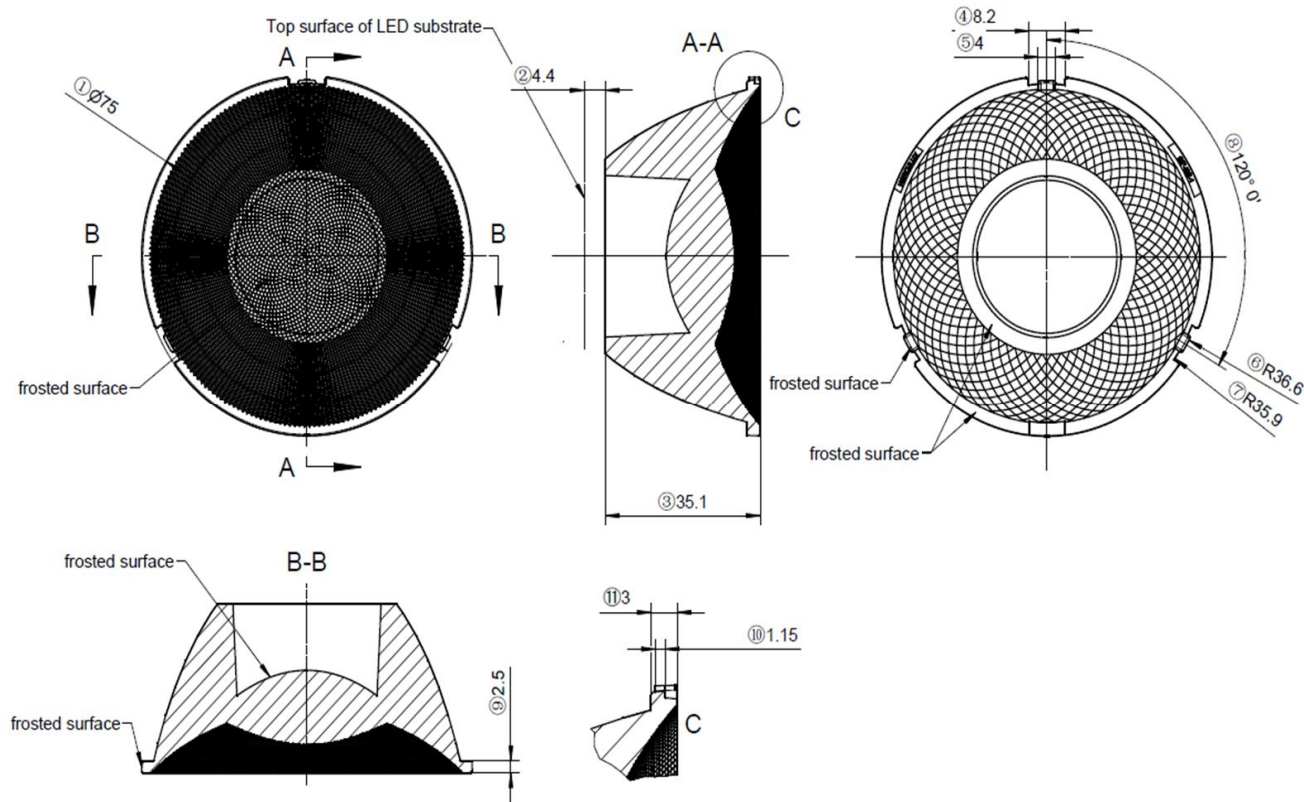 Top surface of LED substrate
A
①Ø75
B
B
frosted surface
A
A-A
②4.4
C
③35.1
④8.2
⑤4
⑧120° 0'
⑥R36.6
⑦R35.9
frosted surface
frosted surface
B-B
frosted surface
frosted surface
⑨2.5
⑪3
⑩1.15
C